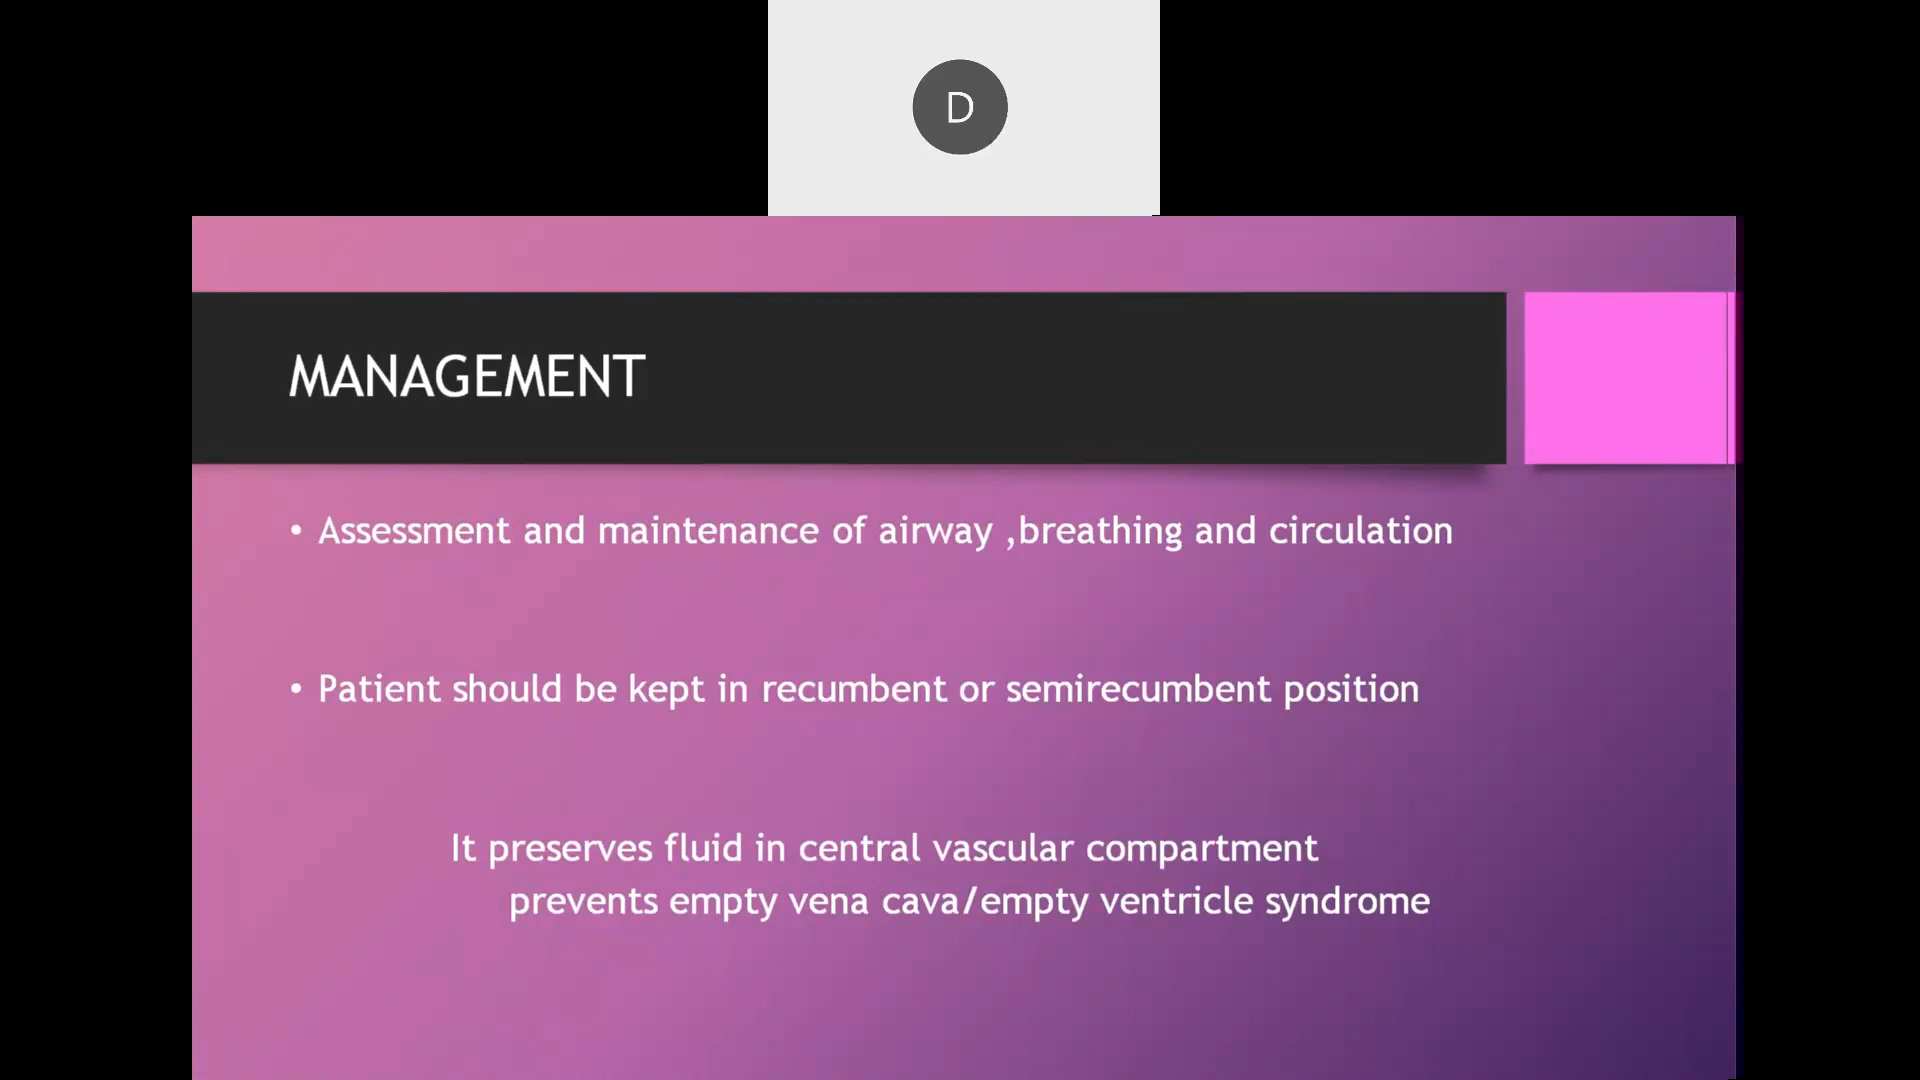 D
MANAGEMENT
• Assessment and maintenance of airway ,breathing and circulation
• Patient should be kept in recumbent or semirecumbent position
It preserves fluid in central vascular compartment
prevents empty vena cava/empty ventricle syndrome